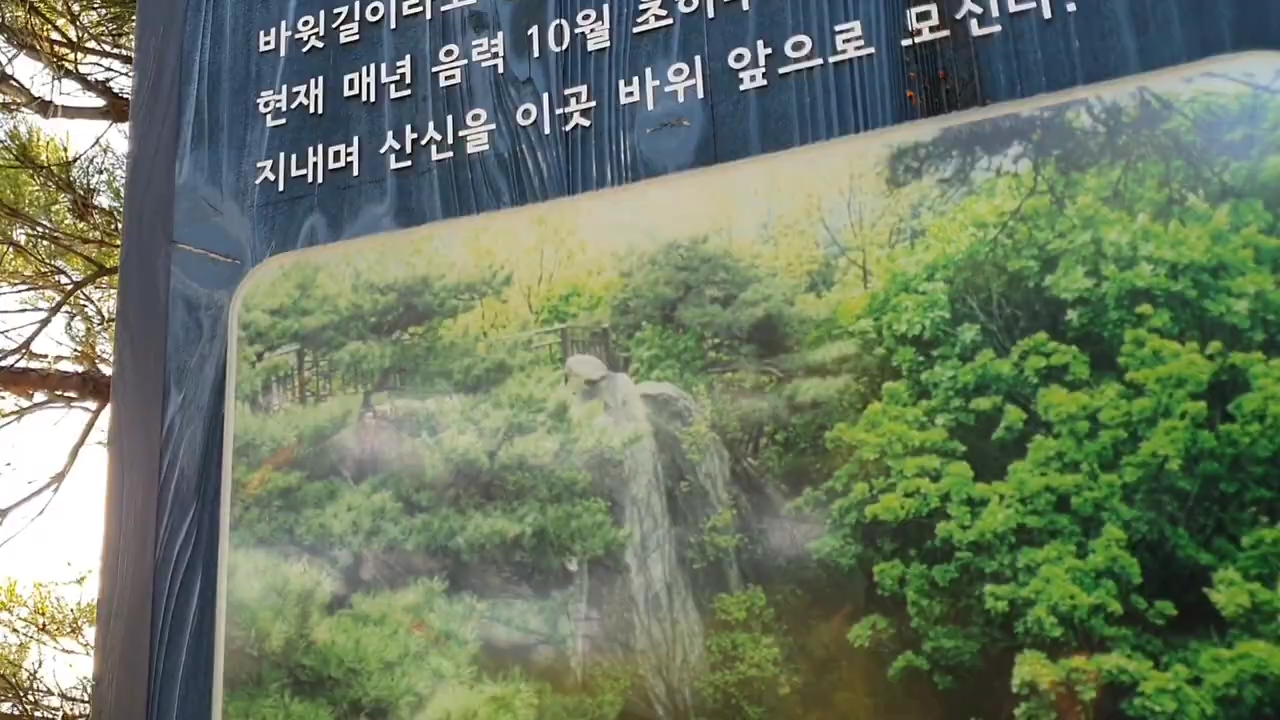 바윗길이라고
현재 매년 음력 10월 초하루
지내며 산신을 이곳 바위 앞으로 모신다.